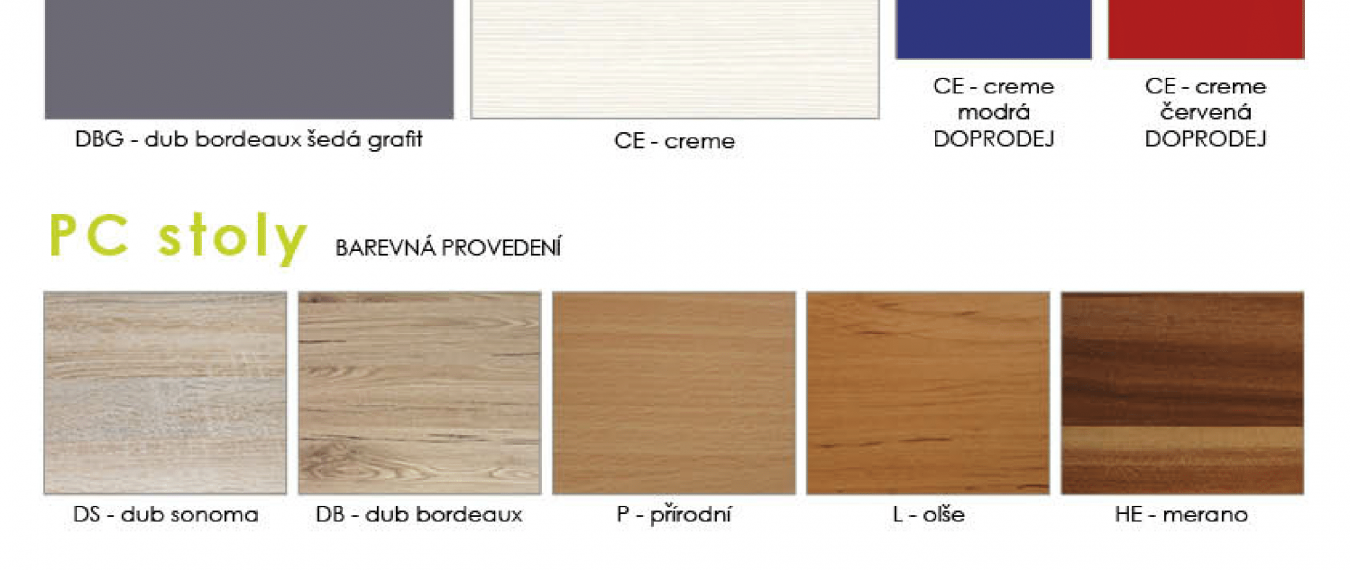 DBG - dub bordeaux šedá grafit
CE - creme
CE - creme
modrá
DOPRODEJ
CE - creme
červená
DOPRODEJ
PC stoly BAREVNÁ PROVEDENÍ
DS - dub sonoma
DB - dub bordeaux
P - přírodní
L - olše
HE - merano